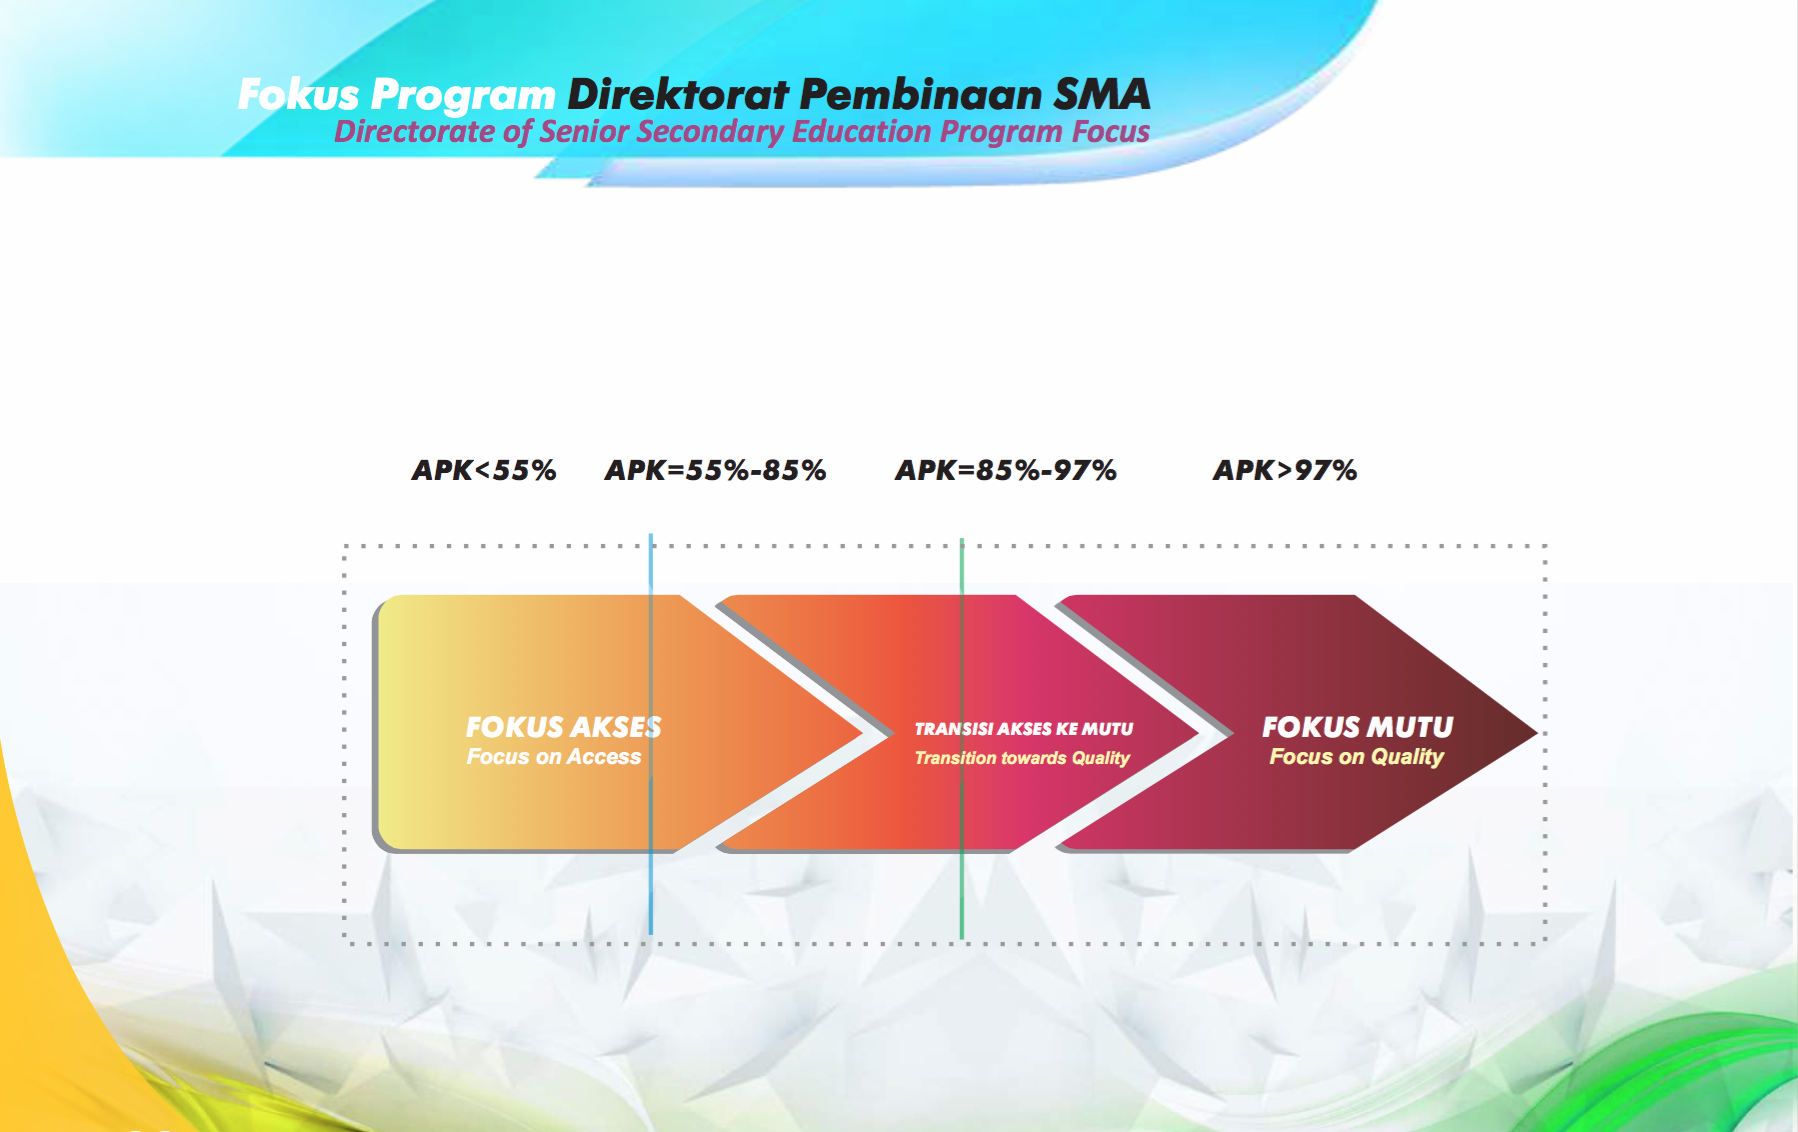 Fokus Program Direktorat Pembinaan SMA
Directorate of Senior Secondary Education Program Focus
APK<55% APK=55%-85% APK=85%-97% APK>97%
FOKUS AKSES
Focus on Access
TRANSISI AKSES KE MUTU
Transition towards Quality
FOKUS MUTU
Focus on Quality